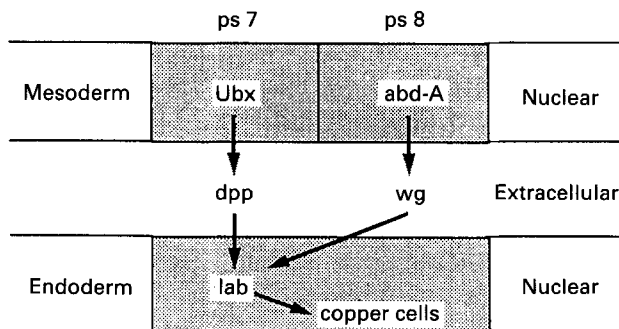 ps 7 ps 8
Mesoderm Ubx abd-A Nuclear
dpp wg Extracellular
Endoderm lab Nuclear
copper cells